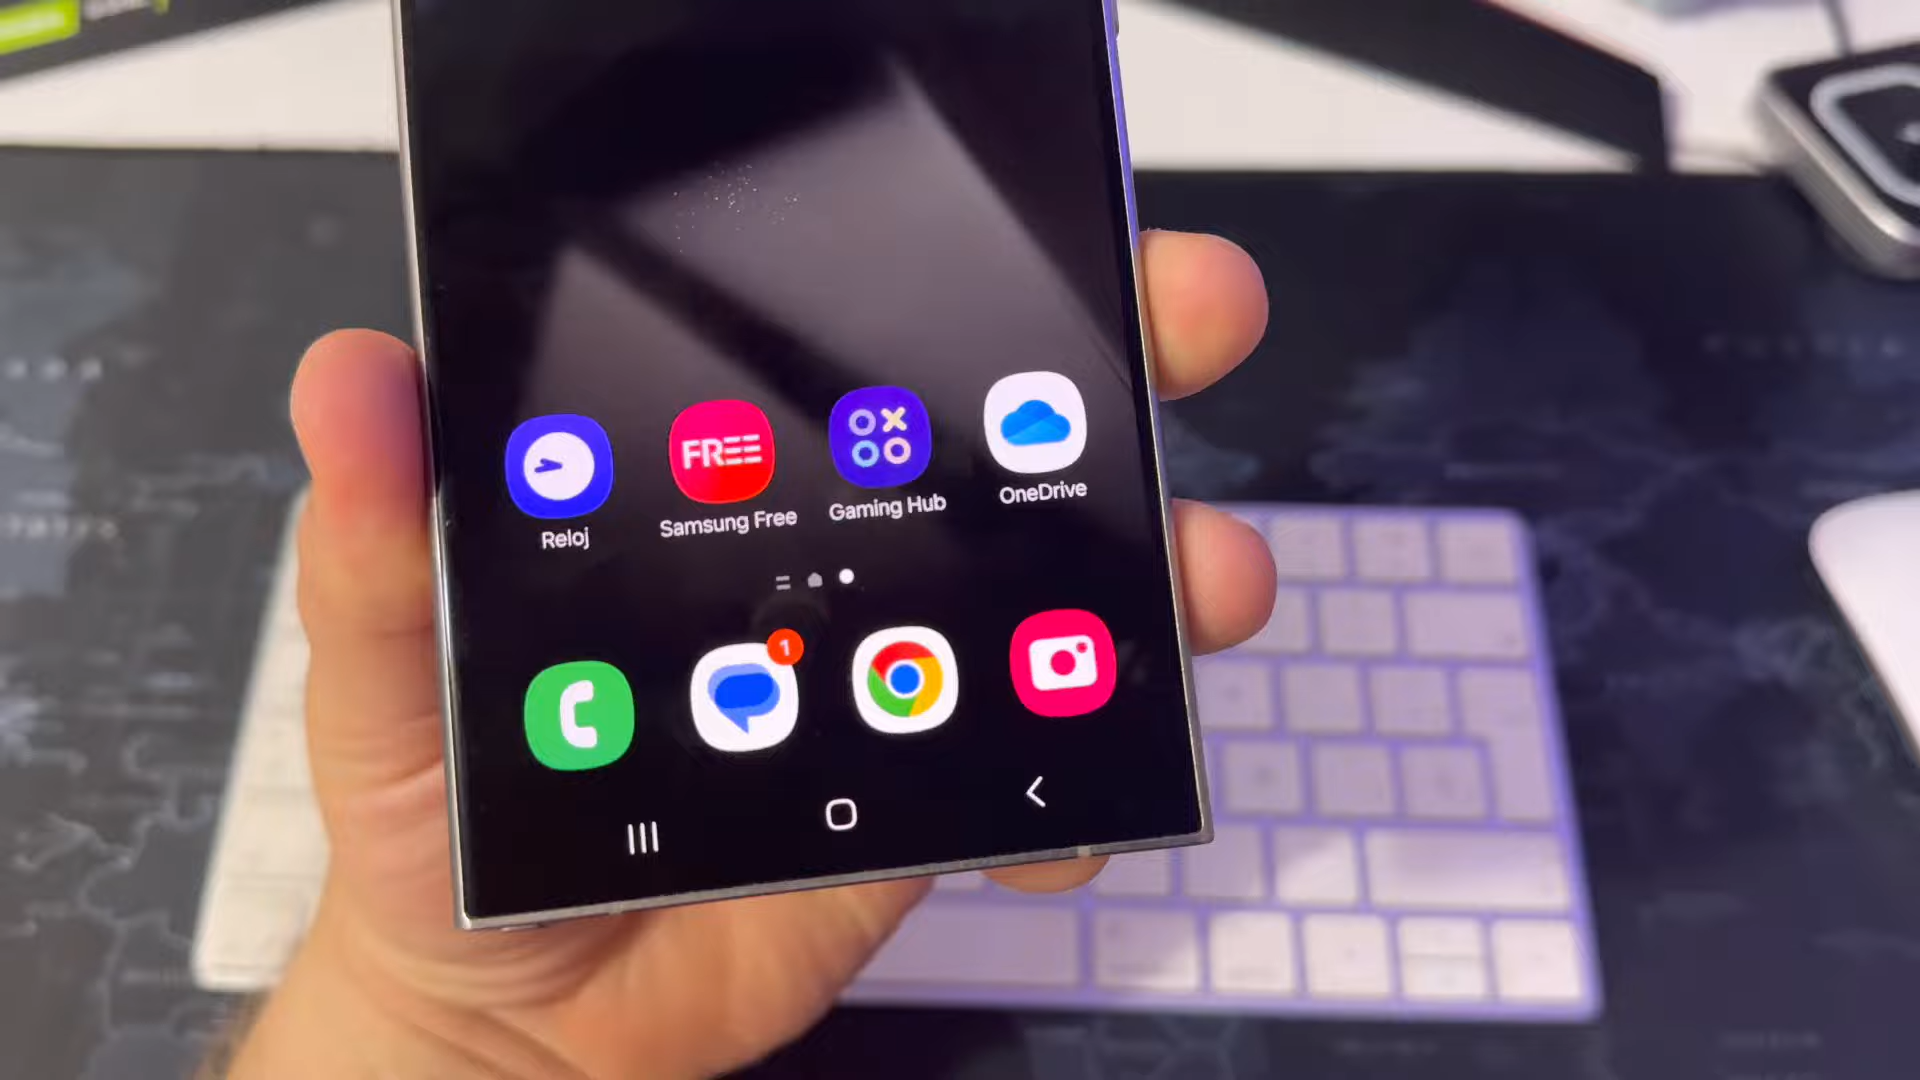 FREE
Reloj
Samsung Free
Gaming Hub
OneDrive
1